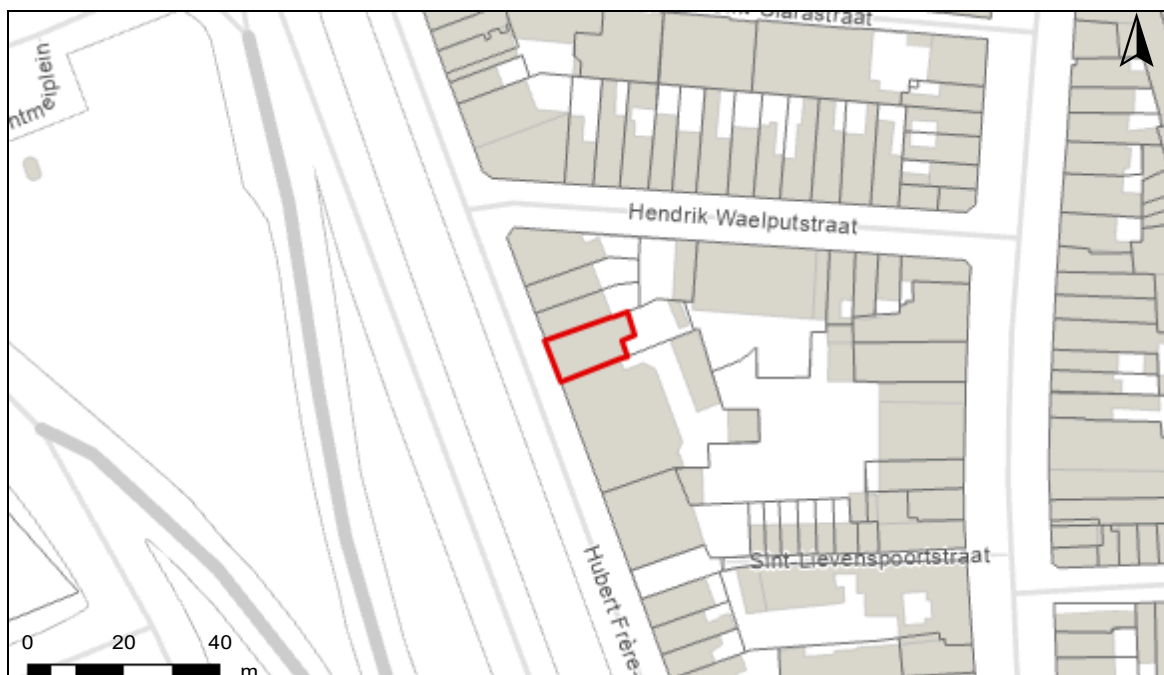 Hendrik Waelputstraat
Sint-Lievenspoortstraat
Hubert Frère-
0 20 40
m